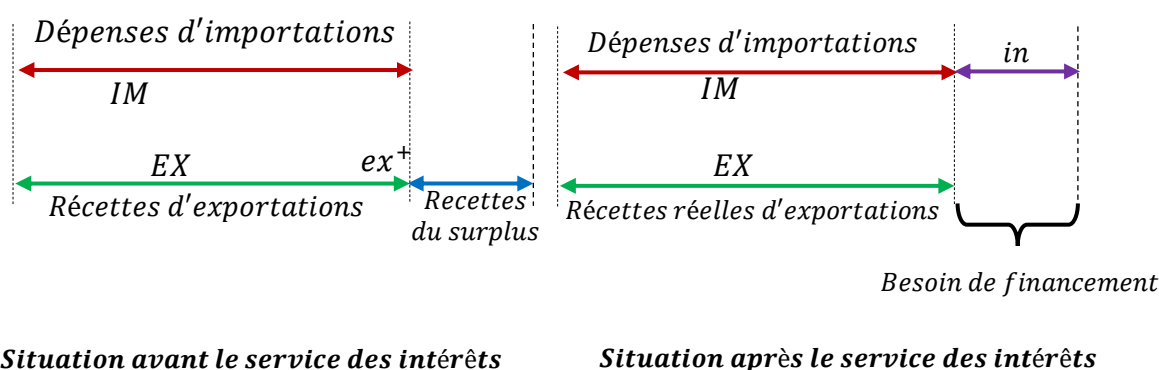 Dépenses d'importations
IM
EX
ex⁺
Récettes d'exportations
Recettes
du surplus
Situation avant le service des intérêts
Dépenses d'importations
in
IM
EX
Récettes réelles d'exportations
Besoin de financement
Situation après le service des intérêts